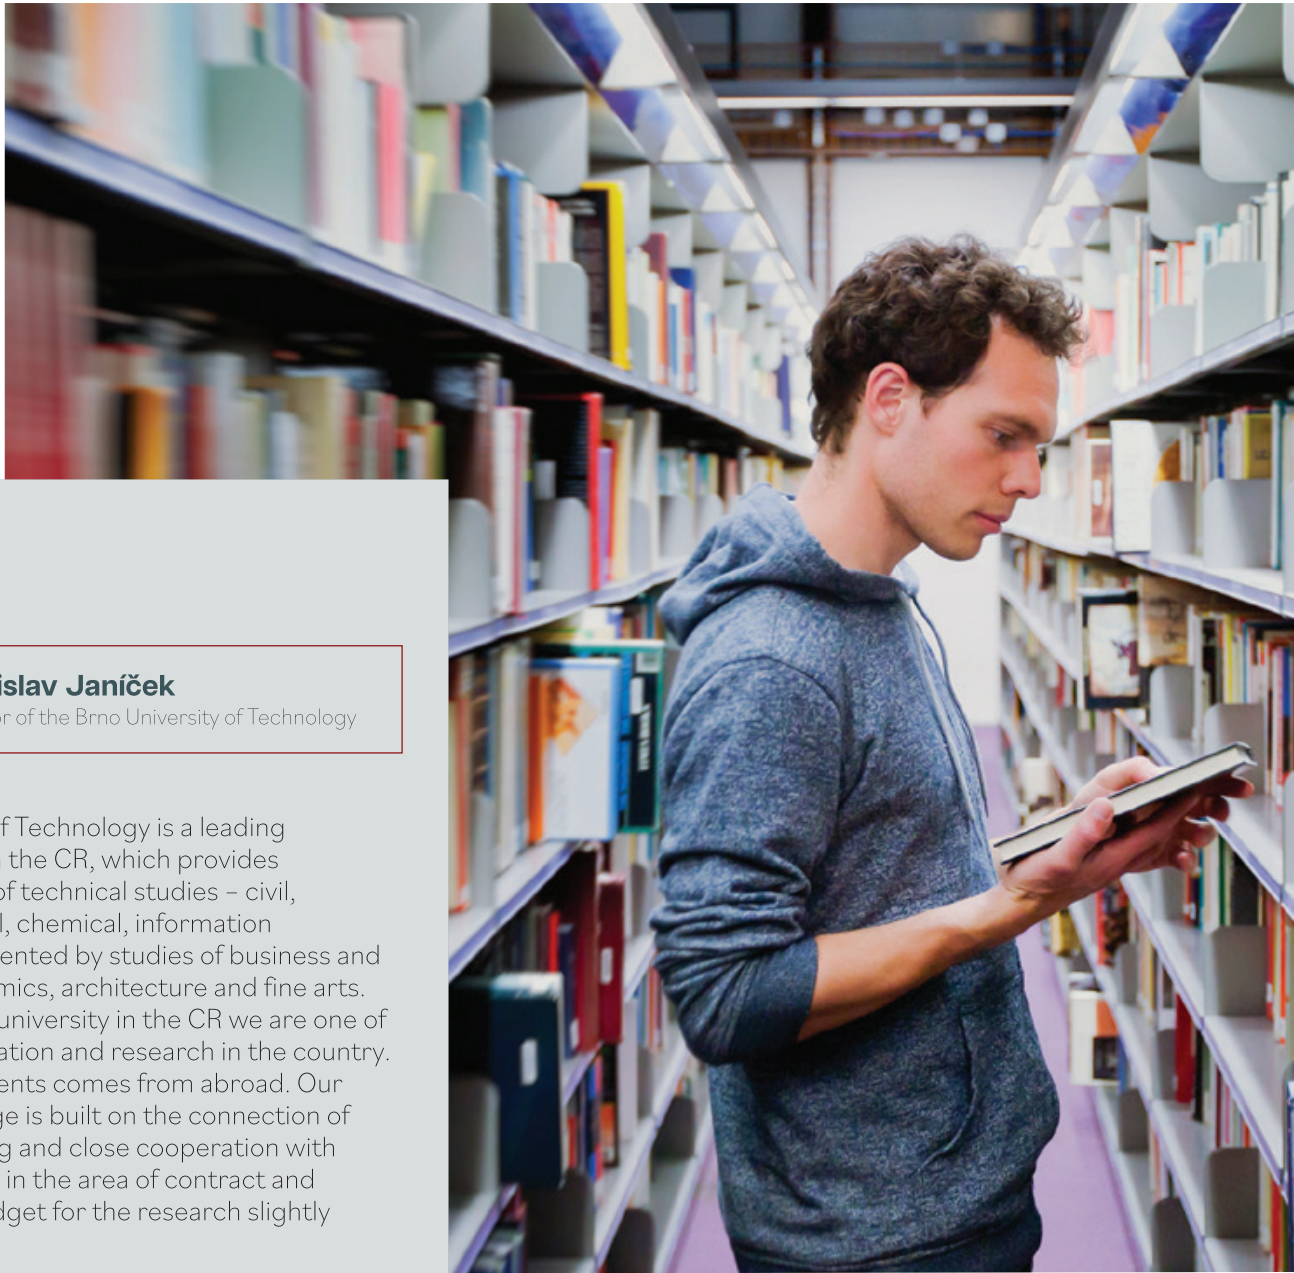 islav Janíček
or of the Brno University of Technology
f Technology is a leading
the CR, which provides
of technical studies – civil,
l, chemical, information
ented by studies of business and
mics, architecture and fine arts.
university in the CR we are one of
ation and research in the country.
ents comes from abroad. Our
ge is built on the connection of
g and close cooperation with
in the area of contract and
dget for the research slightly